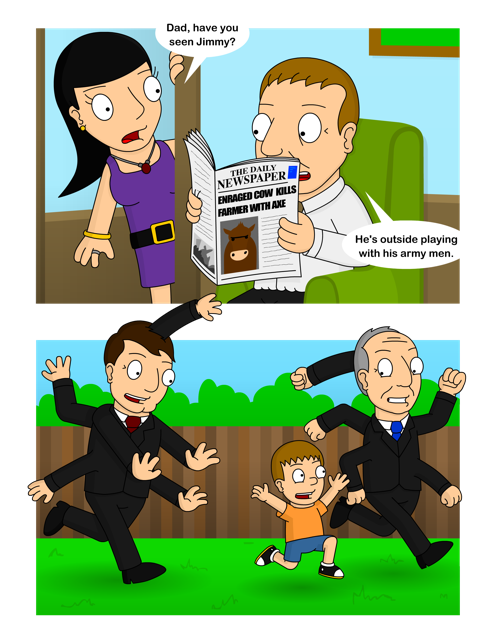 Dad, have you
seen Jimmy?
THE DAILY
NEWSPAPER
ENRAGED COW KILLS
FARMER WITH AXE
He's outside playing
with his army men.